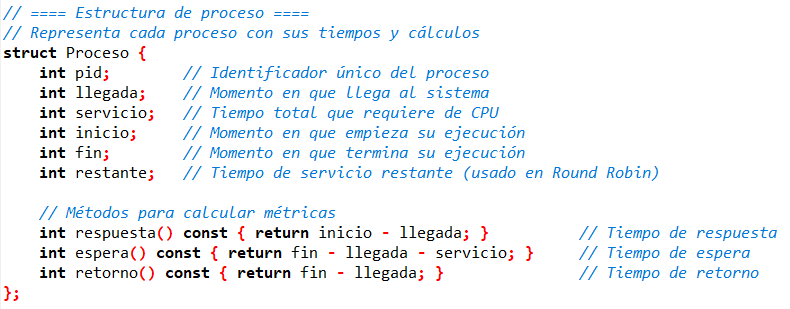 // ==== Estructura de proceso ====
// Representa cada proceso con sus tiempos y cálculos
struct Proceso {
    int pid;        // Identificador único del proceso
    int llegada;    // Momento en que llega al sistema
    int servicio;   // Tiempo total que requiere de CPU
    int inicio;     // Momento en que empieza su ejecución
    int fin;        // Momento en que termina su ejecución
    int restante;   // Tiempo de servicio restante (usado en Round Robin)

    // Métodos para calcular métricas
    int respuesta() const { return inicio - llegada; }          // Tiempo de respuesta
    int espera() const { return fin - llegada - servicio; }     // Tiempo de espera
    int retorno() const { return fin - llegada; }               // Tiempo de retorno
};